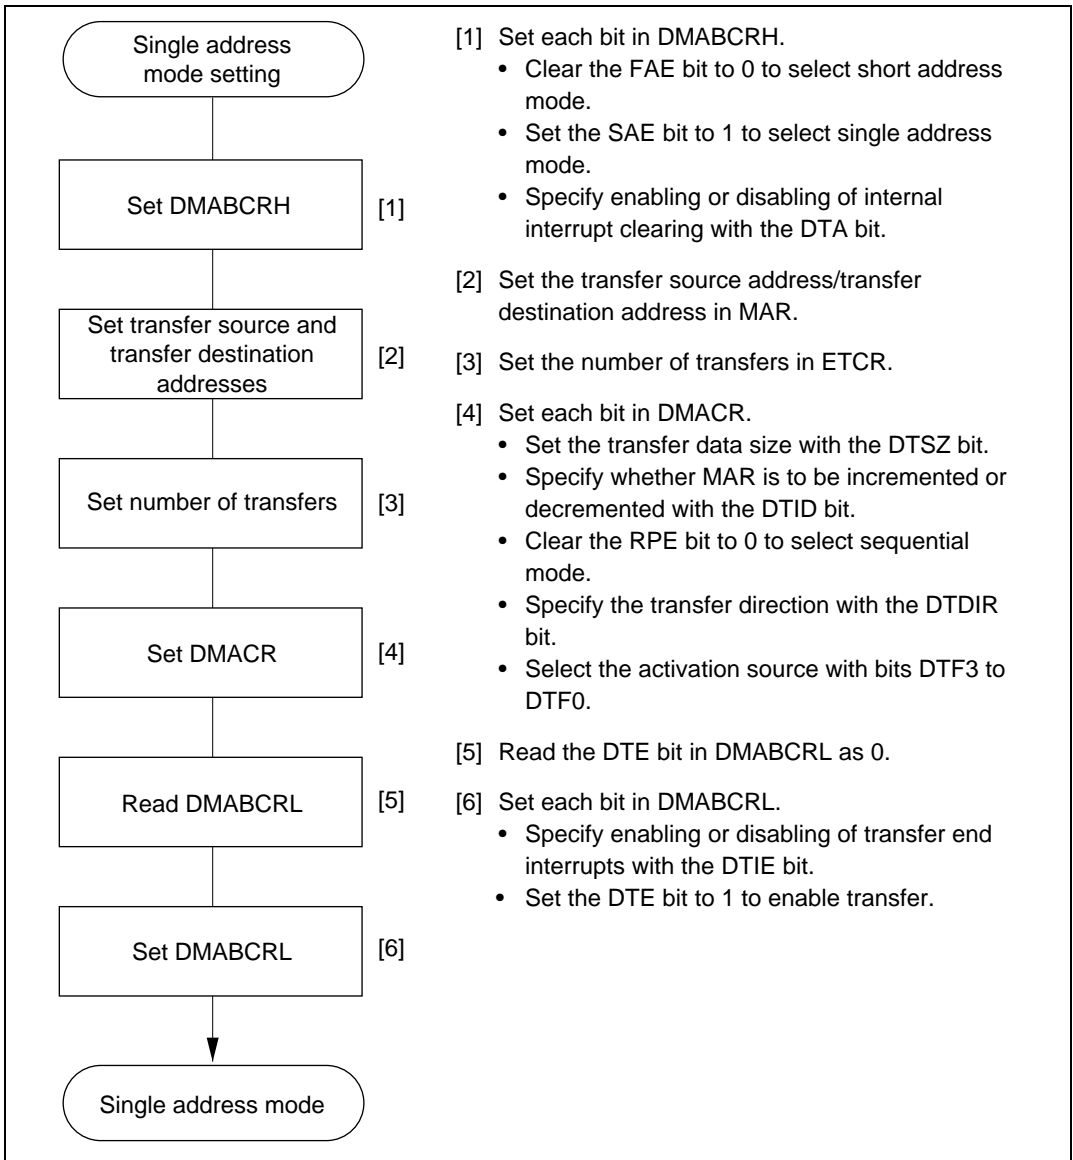 Single address
mode setting
Set DMABCRH [1]
Set transfer source and
transfer destination
addresses
[2]
Set number of transfers [3]
Set DMACR [4]
Read DMABCRL [5]
Set DMABCRL [6]
Single address mode
[1] Set each bit in DMABCRH.
• Clear the FAE bit to 0 to select short address
mode.
• Set the SAE bit to 1 to select single address
mode.
• Specify enabling or disabling of internal
interrupt clearing with the DTA bit.
[2] Set the transfer source address/transfer
destination address in MAR.
[3] Set the number of transfers in ETCR.
[4] Set each bit in DMACR.
• Set the transfer data size with the DTSZ bit.
• Specify whether MAR is to be incremented or
decremented with the DTID bit.
• Clear the RPE bit to 0 to select sequential
mode.
• Specify the transfer direction with the DTDIR
bit.
• Select the activation source with bits DTF3 to
DTF0.
[5] Read the DTE bit in DMABCRL as 0.
[6] Set each bit in DMABCRL.
• Specify enabling or disabling of transfer end
interrupts with the DTIE bit.
• Set the DTE bit to 1 to enable transfer.